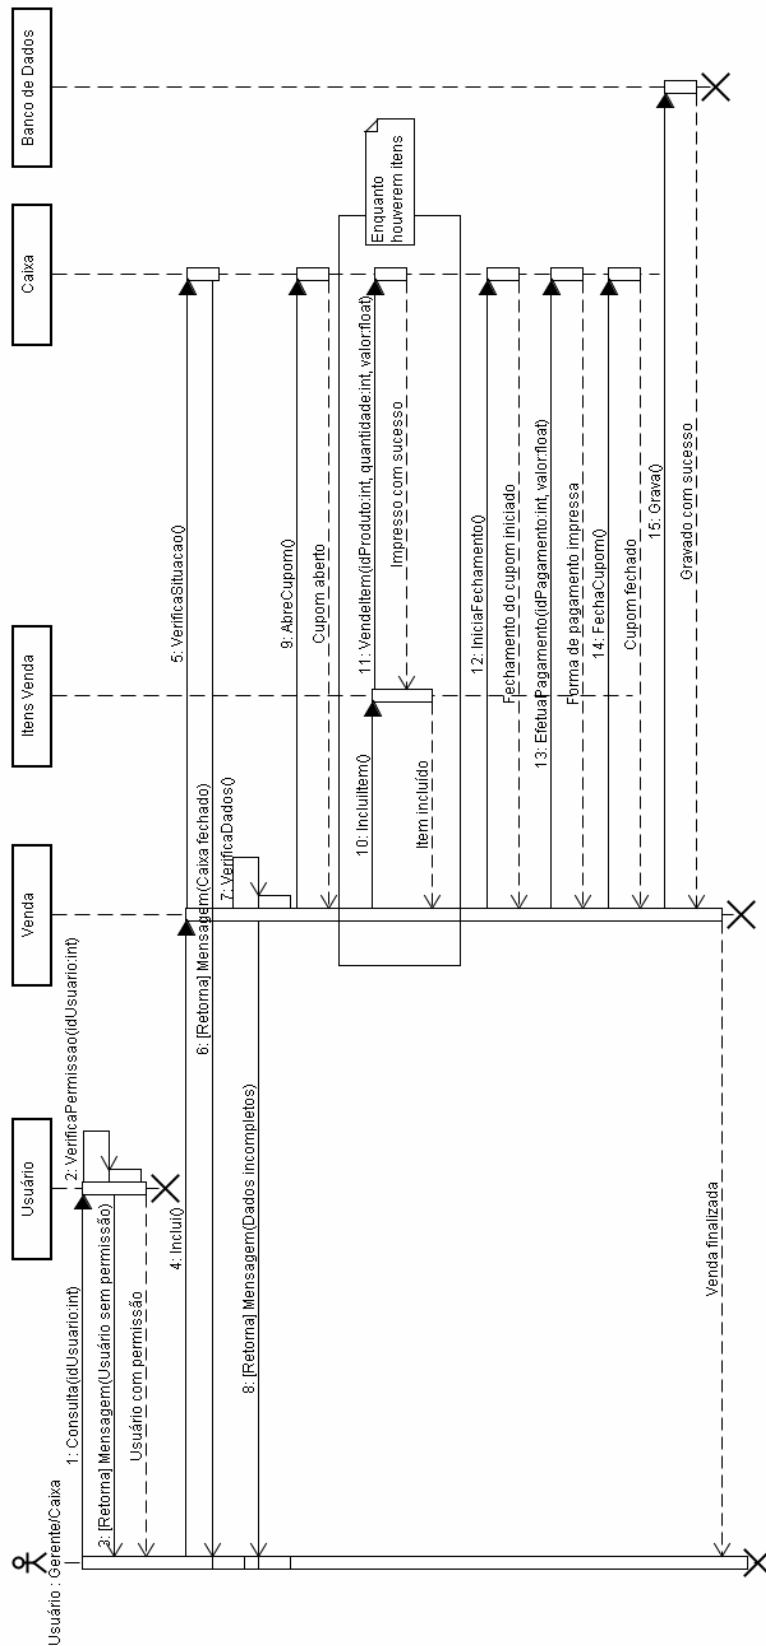 Usuário : Gerente/Caixa
Usuário
Venda
Itens Venda
Caixa
Banco de Dados
1: Consulta(idUsuario:int)
2: VerificaPermissao(idUsuario:int)
3: [Retorna] Mensagem(Usuário sem permissão)
Usuário com permissão
4: Inclui()
5: VerificaSituacao()
6: [Retorna] Mensagem(Caixa fechado)
7: VerificaDados()
8: [Retorna] Mensagem(Dados incompletos)
9: AbreCupom()
Cupom aberto
Enquanto
houverem itens
10: IncluiItem()
11: VendeItem(idProduto:int, quantidade:int, valor:float)
Impresso com sucesso
Item incluído
12: IniciaFechamento()
Fechamento do cupom iniciado
13: EfetuaPagamento(idPagamento:int, valor:float)
Forma de pagamento impressa
14: FechaCupom()
Cupom fechado
15: Grava()
Gravado com sucesso
Venda finalizada